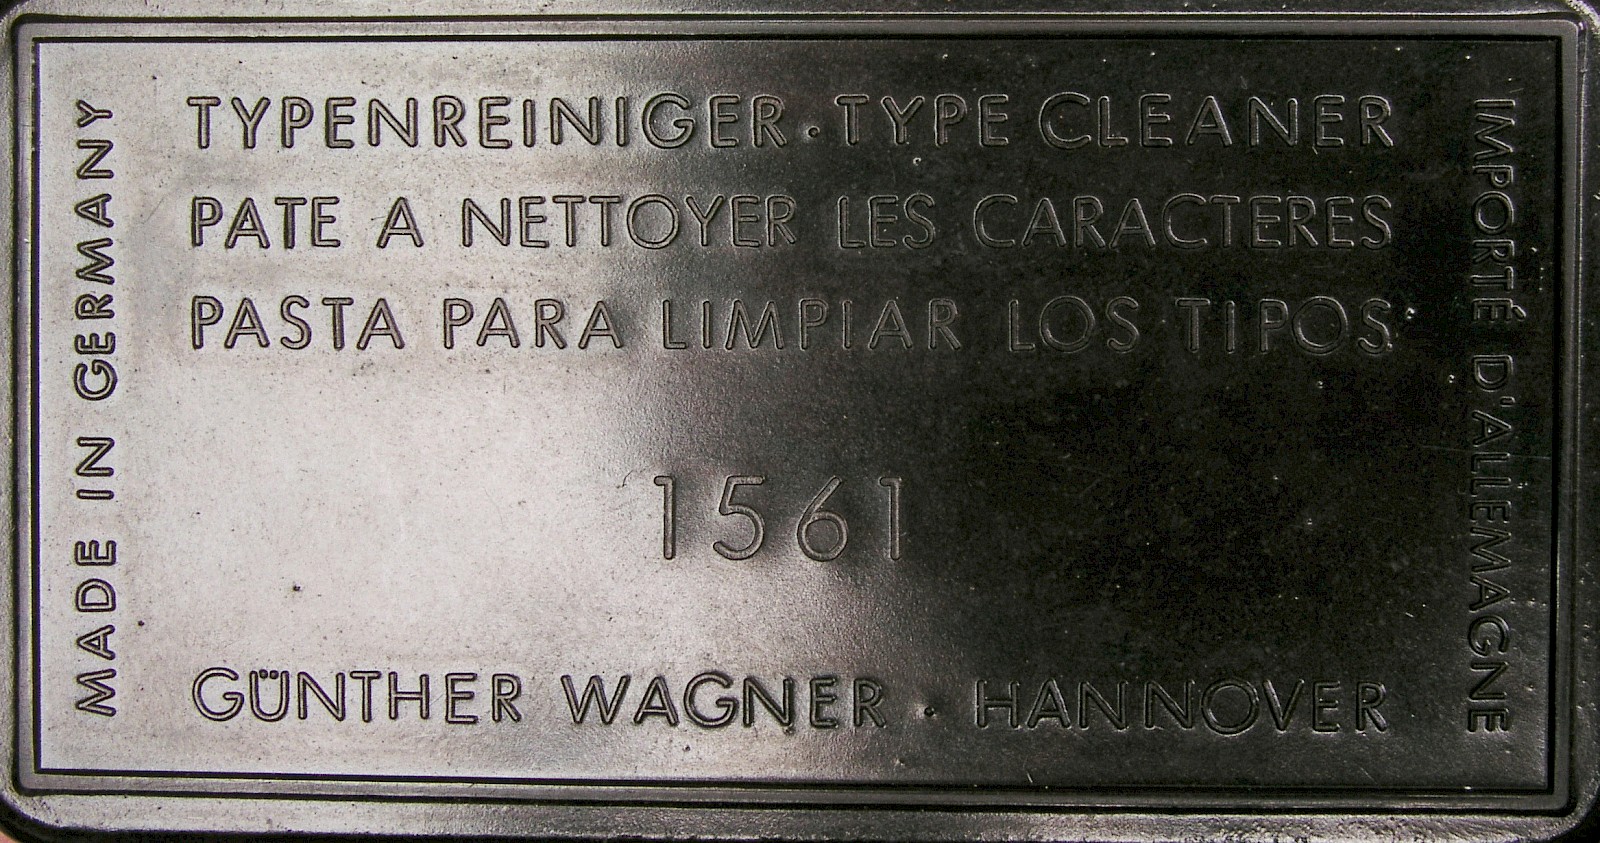 MADE IN GERMANY
TYPENREINIGER · TYPE CLEANER
PATE A NETTOYER LES CARACTERES
PASTA PARA LIMPIAR LOS TIPOS
1561
GÜNTHER WAGNER · HANNOVER
IMPORTÉ D'ALLEMAGNE